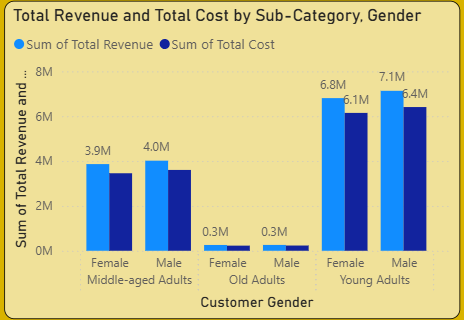 Total Revenue and Total Cost by Sub-Category, Gender
Sum of Total Revenue Sum of Total Cost
Sum of Total Revenue and ...
8M
6M
4M
2M
0M
3.9M
4.0M
0.3M
0.3M
6.8M
6.1M
7.1M
6.4M
Female Male Female Male Female Male
Middle-aged Adults Old Adults Young Adults
Customer Gender